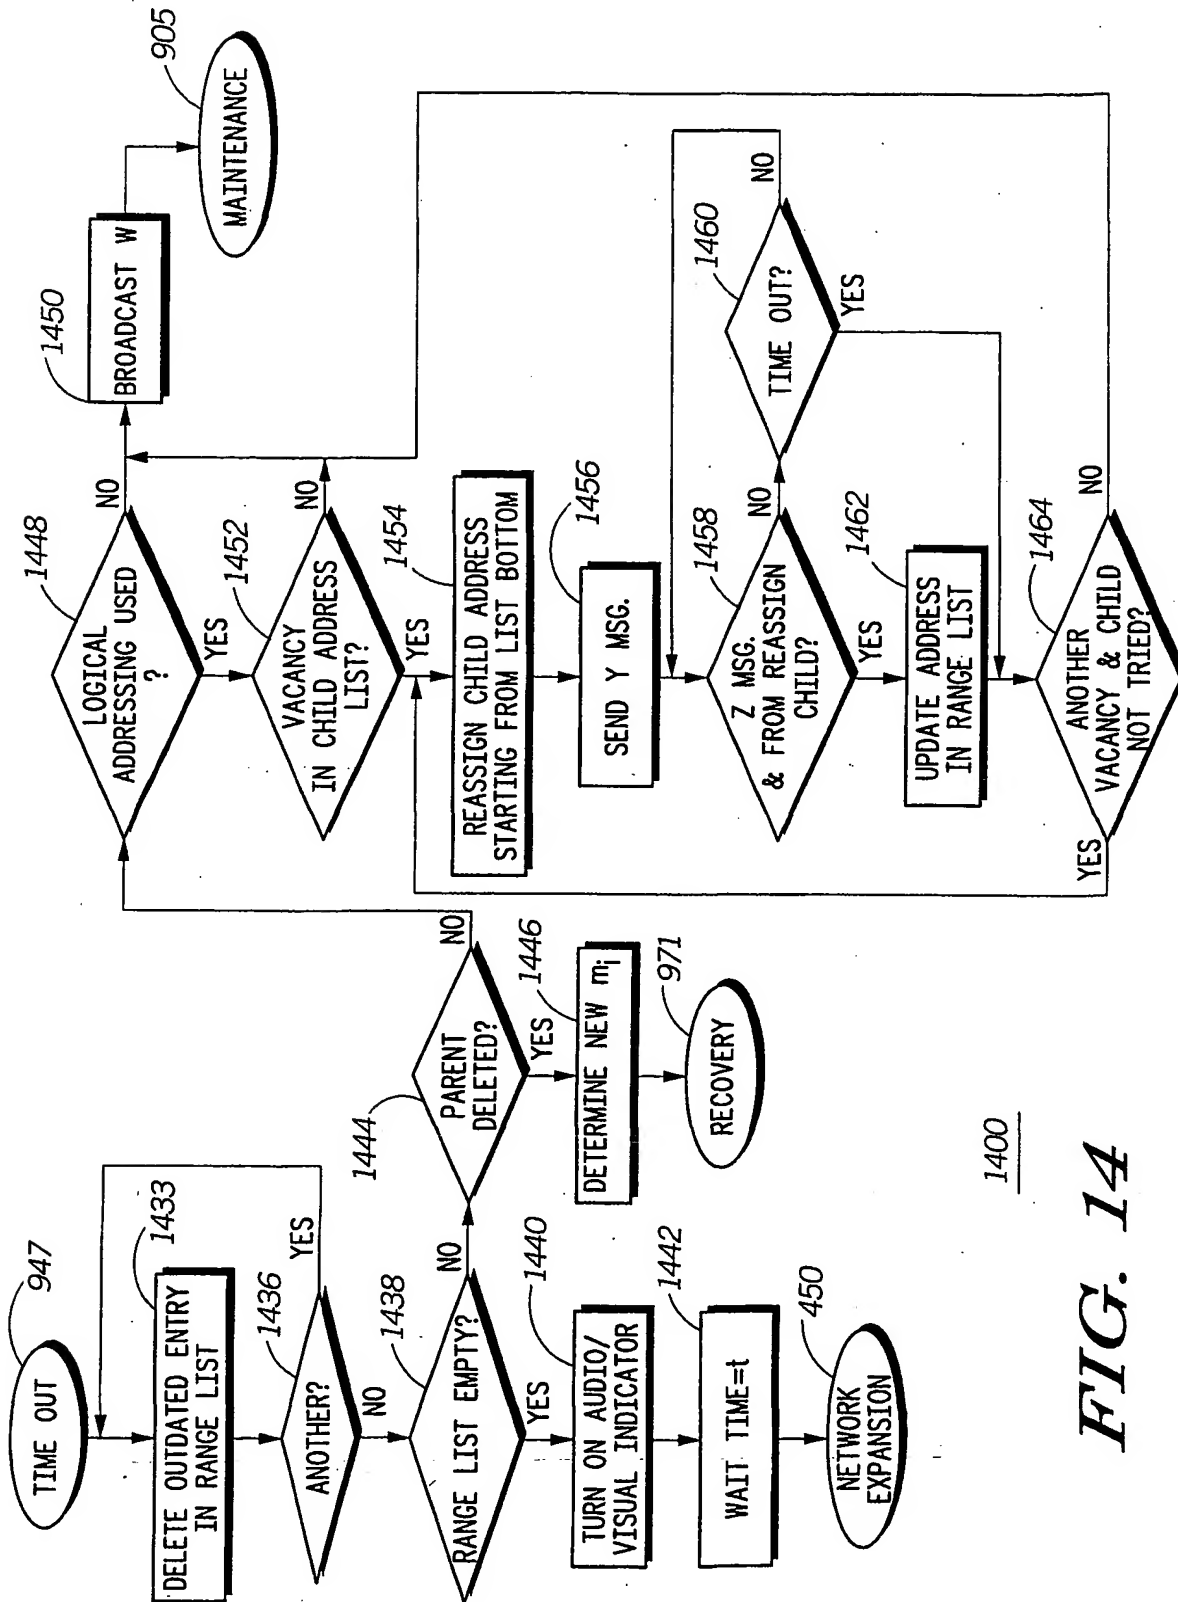 947
TIME OUT
1433
DELETE OUTDATED ENTRY
IN RANGE LIST
1436
ANOTHER?
YES
NO
1438
RANGE LIST EMPTY?
NO
YES
1440
TURN ON AUDIO/
VISUAL INDICATOR
1442
WAIT TIME=t
450
NETWORK
EXPANSION
1444
PARENT
DELETED?
NO
YES
1446
DETERMINE NEW mi
971
RECOVERY
1448
LOGICAL
ADDRESSING USED
?
NO
YES
1450
BROADCAST W
905
MAINTENANCE
1452
VACANCY
IN CHILD ADDRESS
LIST?
NO
YES
1454
REASSIGN CHILD ADDRESS
STARTING FROM LIST BOTTOM
1456
SEND Y MSG.
1458
Z MSG.
& FROM REASSIGN
CHILD?
NO
YES
1460
TIME OUT?
NO
YES
1462
UPDATE ADDRESS
IN RANGE LIST
1464
ANOTHER
VACANCY & CHILD
NOT TRIED?
YES
NO
1400
FIG. 14